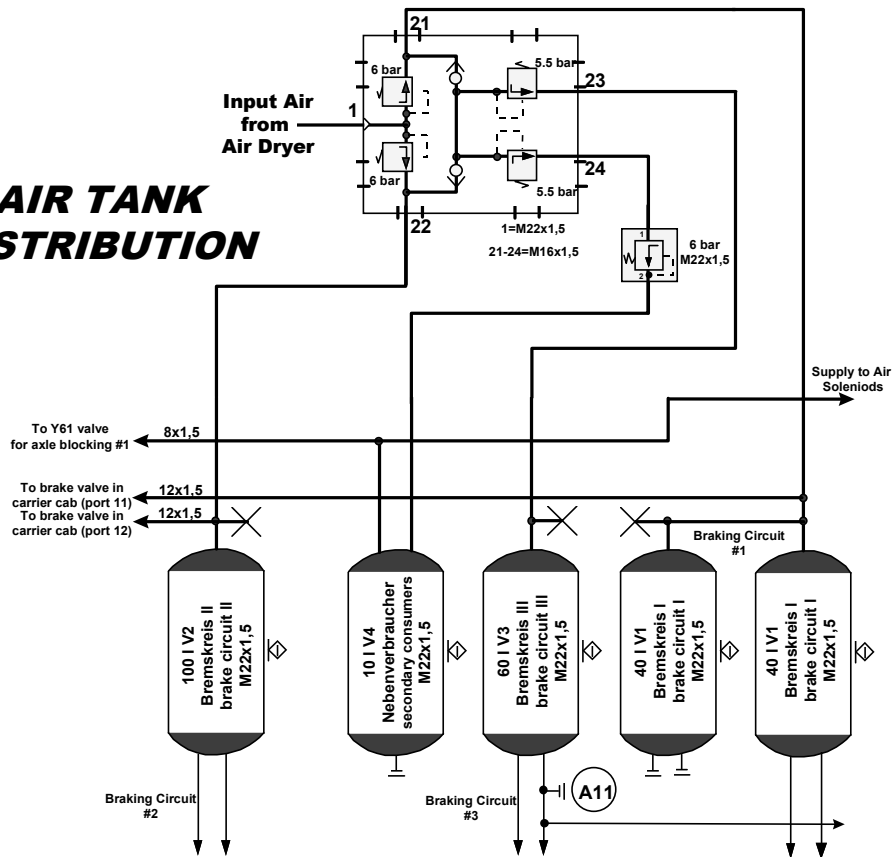 21
6 bar
5.5 bar
23
Input Air
from
Air Dryer
1
6 bar
24
5.5 bar
22
1=M22x1,5
21-24=M16x1,5
AIR TANK
STRIBUTION
1
2
6 bar
M22x1,5
Supply to Air
Soleniods
To Y61 valve
for axle blocking #1
8x1,5
To brake valve in
carrier cab (port 11)
12x1,5
To brake valve in
carrier cab (port 12)
12x1,5
Braking Circuit
#1
100 l V2
Bremskreis II
brake circuit II
M22x1,5
10 l V4
Nebenverbraucher
secondary consumers
M22x1,5
60 l V3
Bremskreis III
brake circuit III
M22x1,5
40 l V1
Bremskreis I
brake circuit I
M22x1,5
40 l V1
Bremskreis I
brake circuit I
M22x1,5
Braking Circuit
#2
Braking Circuit
#3
A11